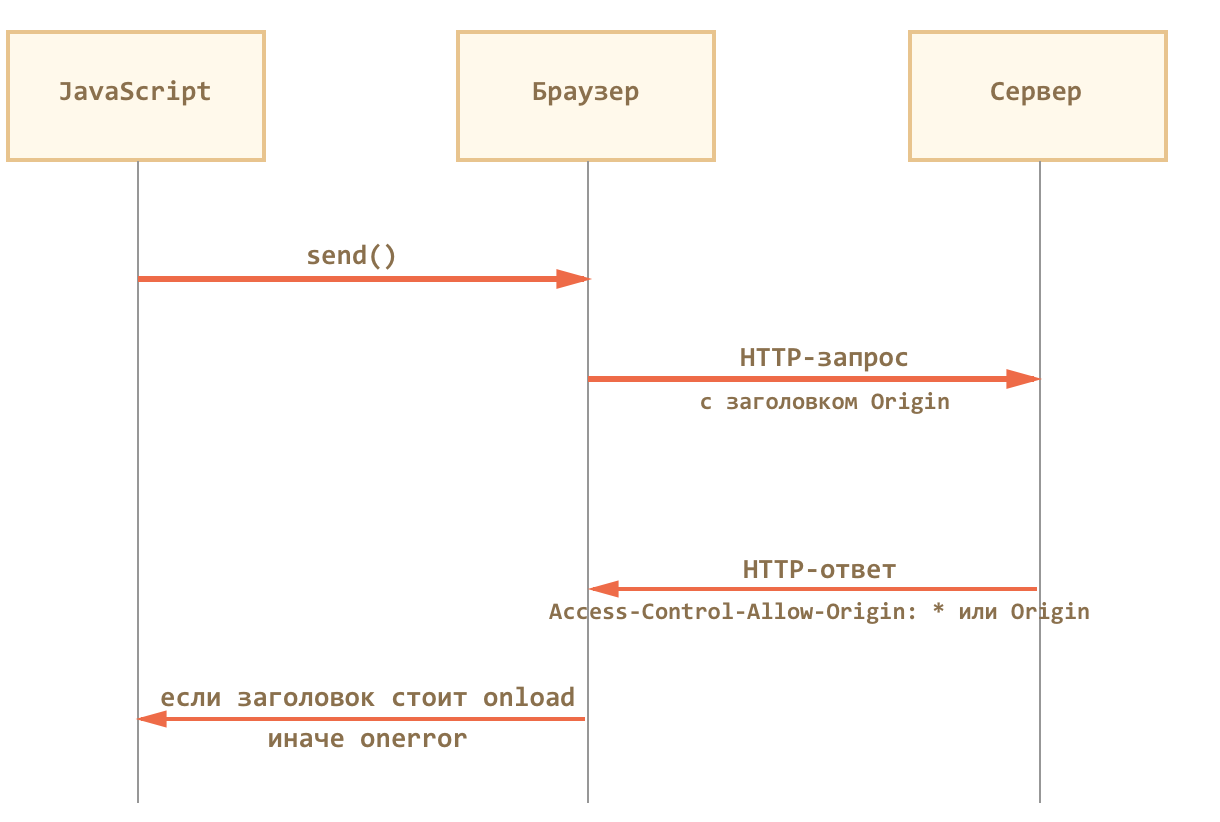 JavaScript
Браузер
Сервер
send()
HTTP-запрос
с заголовком Origin
HTTP-ответ
Access-Control-Allow-Origin: * или Origin
если заголовок стоит onload
иначе onerror